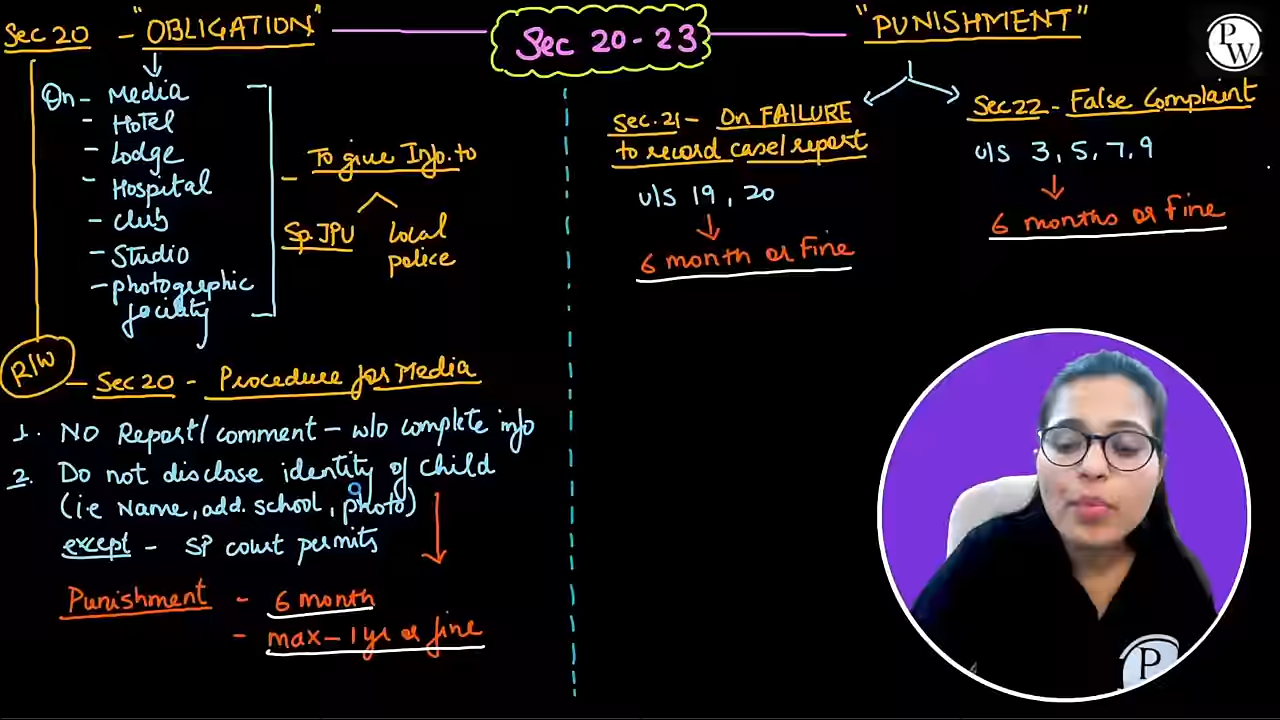 Sec 20 - "OBLIGATION"
Sec 20 - 23
"PUNISHMENT"
PW
On - Media
- Hotel
- Lodge
- Hospital
- club
- Studio
- photographic
facility
- To give Info. to
Sp. JPU
Local
police
R/W
- Sec 20 - Procedure for Media
1. NO Report/comment - w/o complete info
2. Do not disclose identity of child
(i.e Name, add. school, photo)
except - SP court permits
Punishment - 6 month
- max - 1 yr or fine
Sec. 21 - On FAILURE
to record case/report
u/s 19, 20
6 month or Fine
Sec 22 - False Complaint
u/s 3, 5, 7, 9
6 months or Fine
P